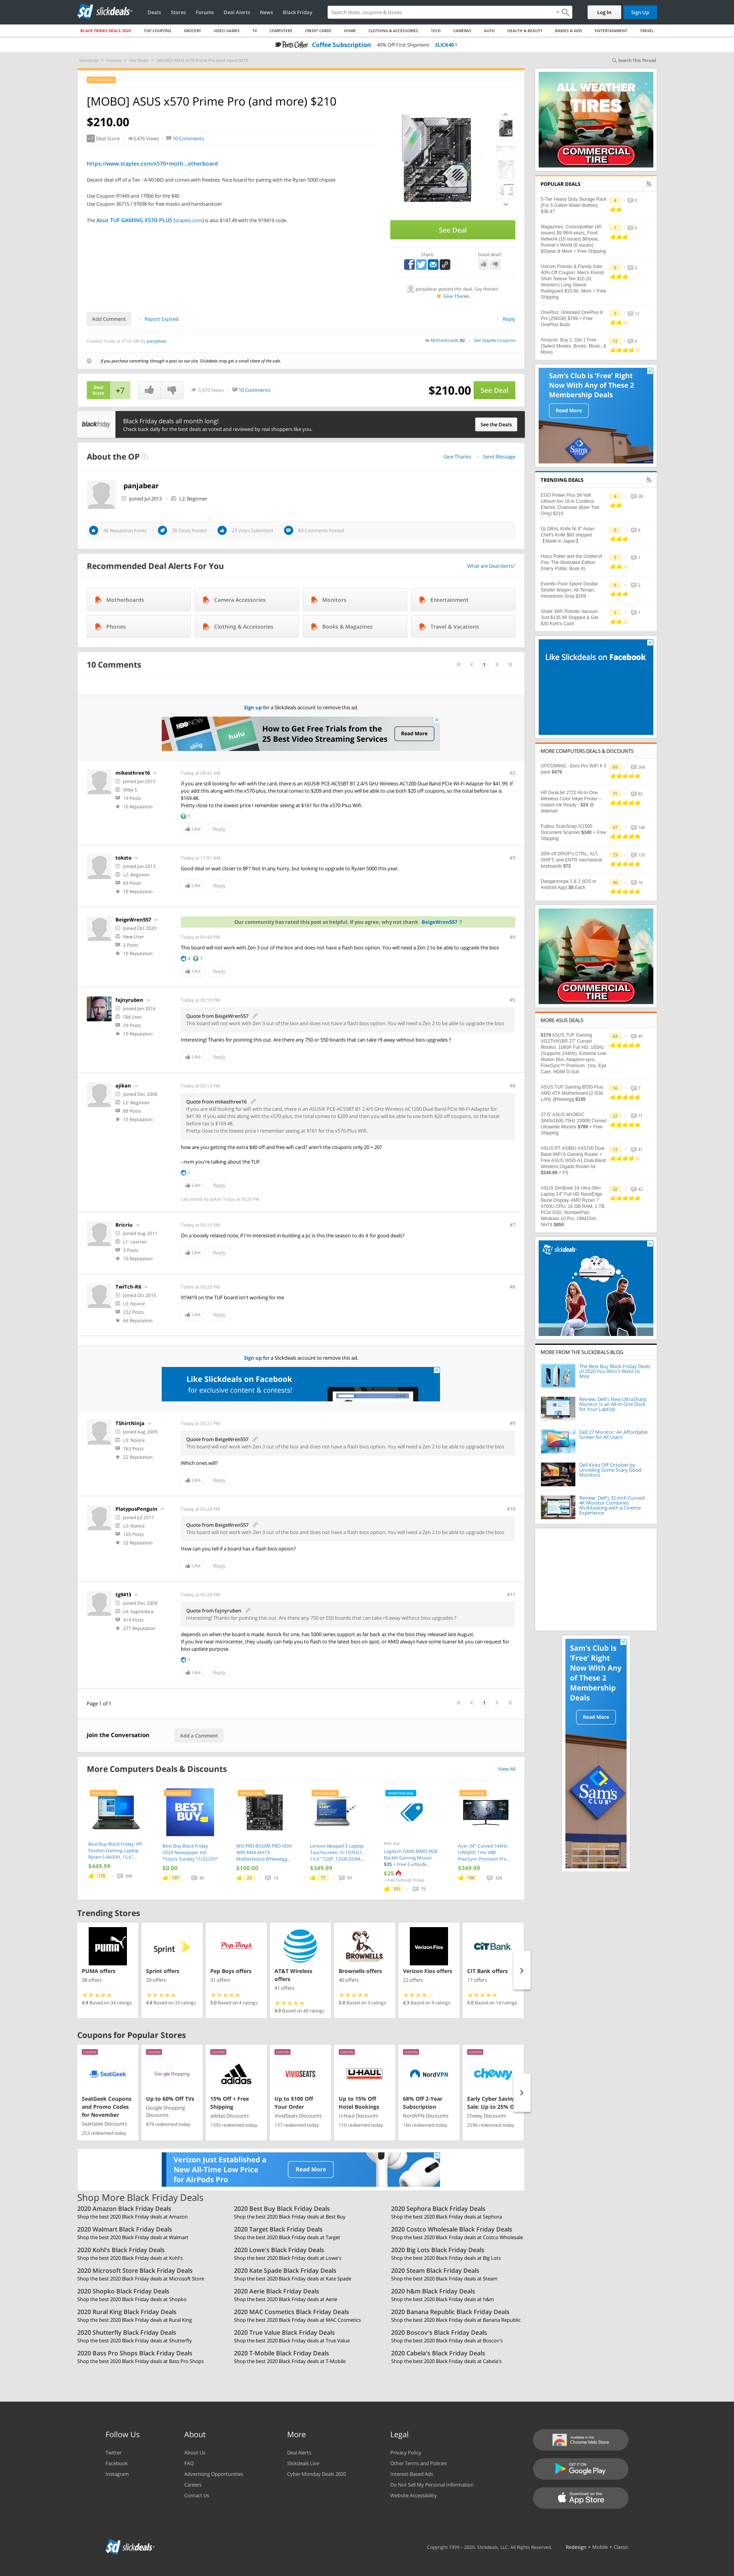 slickdeals
Deals
Stores
Forums
Deal Alerts
News
Black Friday
Search deals, coupons & stores
Log In
Sign Up
BLACK FRIDAY DEALS 2020
TOP COUPONS
GROCERY
VIDEO GAMES
TV
COMPUTERS
CREDIT CARDS
HOME
CLOTHING & ACCESSORIES
TECH
CAMERAS
AUTO
HEALTH & BEAUTY
BABIES & KIDS
ENTERTAINMENT
TRAVEL
Peet's Coffee Coffee Subscription 40% Off First Shipment SLICK40 >
Search This Thread
[MOBO] ASUS x570 Prime Pro (and more) $210
$210.00
+7 Deal Score 3,476 Views 10 Comments
https://www.staples.com/x570+moth...otherboard
Decent deal off of a Tier - A MOBO and comes with freebies. Nice board for pairing with the Ryzen 5000 chipset
Use Coupon 91949 and 17066 for the $40
Use Coupon 36715 / 97698 for free masks and handsanitizer
The Asus TUF GAMING X570-PLUS [staples.com] is also $147.49 w the 919419 code.
See Deal
Share
Good deal?
panjabear posted this deal. Say thanks!
Give Thanks
Add Comment
Report Expired
Reply
Created Today at 01:02 AM by panjabear
in Motherboards (6)
Get Staples Coupons
If you purchase something through a post on our site, Slickdeals may get a small share of the sale.
Deal Score +7
3,476 Views
10 Comments
$210.00
See Deal
blackfriday
Black Friday deals all month long!
Check back daily for the best deals as voted and reviewed by real shoppers like you.
See the Deals
About the OP
Give Thanks
Send Message
panjabear
Joined Jul 2013
L2: Beginner
46 Reputation Points
26 Deals Posted
23 Votes Submitted
83 Comments Posted
Recommended Deal Alerts For You
What are Deal Alerts?
Motherboards
Camera Accessories
Monitors
Entertainment
Phones
Clothing & Accessories
Books & Magazines
Travel & Vacations
10 Comments
1
Sign up for a Slickdeals account to remove this ad.
How to Get Free Trials from the 25 Best Video Streaming Services
Read More
mikesthree16
Joined Jan 2015
Mike S
19 Posts
10 Reputation
Today at 08:42 AM
#2
If you are still looking for wifi with the card, there is an ASUS® PCE-AC55BT B1 2.4/5 GHz Wireless AC1200 Dual Band PCIe Wi-Fi Adapter for $41.39. If you add this along with the x570-plus, the total comes to $209 and then you will be able to use both $20 off coupons. So the total before tax is $169.48.
Pretty close to the lowest price I remember seeing at $161 for the x570-Plus WiFi.
1
Like
Reply
tokzto
Joined Jun 2013
L2: Beginner
69 Posts
10 Reputation
Today at 11:01 AM
#3
Good deal or wait closer to BF? Not in any hurry, but looking to upgrade to Ryzen 5000 this year.
Like
Reply
BeigeWren557
Joined Oct 2020
New User
2 Posts
10 Reputation
Our community has rated this post as helpful. If you agree, why not thank BeigeWren557 ?
Today at 03:44 PM
#4
This board will not work with Zen 3 out of the box and does not have a flash bios option. You will need a Zen 2 to be able to upgrade the bios
4 1
Like
Reply
fajnyruben
Joined Jan 2016
Old User
29 Posts
10 Reputation
Today at 05:10 PM
#5
Quote from BeigeWren557
This board will not work with Zen 3 out of the box and does not have a flash bios option. You will need a Zen 2 to be able to upgrade the bios
Interesting! Thanks for pointing this out. Are there any 750 or 550 boards that can take r9 away without bios upgrades ?
Like
Reply
ajikan
Joined Dec 2008
L2: Beginner
88 Posts
15 Reputation
Today at 05:13 PM
#6
Quote from mikesthree16
If you are still looking for wifi with the card, there is an ASUS® PCE-AC55BT B1 2.4/5 GHz Wireless AC1200 Dual Band PCIe Wi-Fi Adapter for $41.39. If you add this along with the x570-plus, the total comes to $209 and then you will be able to use both $20 off coupons. So the total before tax is $169.48.
Pretty close to the lowest price I remember seeing at $161 for the x570-Plus WiFi.
how are you getting the extra $40 off and free wifi card? aren't the coupons only 20 + 20?
--nvm you're talking about the TUF.
1
Like
Reply
Last edited by ajikan Today at 05:26 PM.
Bricriu
Joined Aug 2011
L1: Learner
3 Posts
10 Reputation
Today at 05:16 PM
#7
On a loosely related note, if I'm interested in building a pc is this the season to do it for good deals?
Like
Reply
TwiTch-R6
Joined Oct 2016
L3: Novice
232 Posts
66 Reputation
Today at 05:20 PM
#8
919419 on the TUF board isn't working for me
Like
Reply
Sign up for a Slickdeals account to remove this ad.
Like Slickdeals on Facebook
for exclusive content & contests!
TShirtNinja
Joined Aug 2009
L3: Novice
163 Posts
22 Reputation
Today at 05:21 PM
#9
Quote from BeigeWren557
This board will not work with Zen 3 out of the box and does not have a flash bios option. You will need a Zen 2 to be able to upgrade the bios
Which ones will?
Like
Reply
PlatypusPenguin
Joined Jul 2011
L3: Novice
105 Posts
22 Reputation
Today at 05:24 PM
#10
Quote from BeigeWren557
This board will not work with Zen 3 out of the box and does not have a flash bios option. You will need a Zen 2 to be able to upgrade the bios
How can you tell if a board has a flash bios option?
Like
Reply
tg9413
Joined Dec 2009
L4: Apprentice
419 Posts
277 Reputation
Today at 05:24 PM
#11
Quote from fajnyruben
Interesting! Thanks for pointing this out. Are there any 750 or 550 boards that can take r9 away without bios upgrades ?
depends on when the board is made. Asrock for one, has 5000 series support as far back as the bios they released late August.
If you live near microcenter, they usually can help you to flash to the latest bios on spot, or AMD always have some loaner kit you can request for bios update purpose.
1
Like
Reply
Page 1 of 1
1
Join the Conversation
Add a Comment
More Computers Deals & Discounts
View All
Best Buy Black Friday: HP Pavilion Gaming Laptop: Ryzen 5 4600H, 15.6"...
$449.99
Best Buy Black Friday 2020 Newspaper Ad: *Starts Sunday 11/22/20*
$0.00
MSI PRO B550M PRO-VDH WIFI AM4 MATX Motherboard @Newegg...
$100.00
Lenovo Ideapad 3 Laptop: Touchscreen, i5-1035G1, 15.6" 720P, 12GB DDR4,...
$349.99
Best Buy
Logitech G600 MMO RGB Backlit Gaming Mouse $25 + Free Curbside...
$25
+ Free Curbside Pickup
Acer 34" Curved 144Hz UWQHD 1ms VRB FreeSync Premium Pro...
$349.99
Trending Stores
PUMA offers
38 offers
4.9 Based on 34 ratings
Sprint offers
29 offers
4.8 Based on 33 ratings
Pep Boys offers
31 offers
5.0 Based on 4 ratings
AT&T Wireless offers
41 offers
4.9 Based on 40 ratings
Brownells offers
40 offers
5.0 Based on 3 ratings
Verizon Fios offers
22 offers
4.3 Based on 9 ratings
CIT Bank offers
17 offers
5.0 Based on 14 ratings
Coupons for Popular Stores
SeatGeek Coupons and Promo Codes for November
SeatGeek Discounts
253 redeemed today
Up to 60% Off TVs
Google Shopping Discounts
879 redeemed today
15% Off + Free Shipping
adidas Discounts
1355 redeemed today
Up to $100 Off Your Order
VividSeats Discounts
137 redeemed today
Up to 15% Off Hotel Bookings
U-Haul Discounts
110 redeemed today
68% Off 2-Year Subscription
NordVPN Discounts
166 redeemed today
Early Cyber Saving Sale: Up to 25% O
Chewy Discounts
2596 redeemed today
Verizon Just Established a New All-Time Low Price for AirPods Pro
Read More
Shop More Black Friday Deals
2020 Amazon Black Friday Deals
Shop the best 2020 Black Friday deals at Amazon
2020 Best Buy Black Friday Deals
Shop the best 2020 Black Friday deals at Best Buy
2020 Sephora Black Friday Deals
Shop the best 2020 Black Friday deals at Sephora
2020 Walmart Black Friday Deals
Shop the best 2020 Black Friday deals at Walmart
2020 Target Black Friday Deals
Shop the best 2020 Black Friday deals at Target
2020 Costco Wholesale Black Friday Deals
Shop the best 2020 Black Friday deals at Costco Wholesale
2020 Kohl's Black Friday Deals
Shop the best 2020 Black Friday deals at Kohl's
2020 Lowe's Black Friday Deals
Shop the best 2020 Black Friday deals at Lowe's
2020 Big Lots Black Friday Deals
Shop the best 2020 Black Friday deals at Big Lots
2020 Microsoft Store Black Friday Deals
Shop the best 2020 Black Friday deals at Microsoft Store
2020 Kate Spade Black Friday Deals
Shop the best 2020 Black Friday deals at Kate Spade
2020 Steam Black Friday Deals
Shop the best 2020 Black Friday deals at Steam
2020 Shopko Black Friday Deals
Shop the best 2020 Black Friday deals at Shopko
2020 Aerie Black Friday Deals
Shop the best 2020 Black Friday deals at Aerie
2020 h&m Black Friday Deals
Shop the best 2020 Black Friday deals at h&m
2020 Rural King Black Friday Deals
Shop the best 2020 Black Friday deals at Rural King
2020 MAC Cosmetics Black Friday Deals
Shop the best 2020 Black Friday deals at MAC Cosmetics
2020 Banana Republic Black Friday Deals
Shop the best 2020 Black Friday deals at Banana Republic
2020 Shutterfly Black Friday Deals
Shop the best 2020 Black Friday deals at Shutterfly
2020 True Value Black Friday Deals
Shop the best 2020 Black Friday deals at True Value
2020 Boscov's Black Friday Deals
Shop the best 2020 Black Friday deals at Boscov's
2020 Bass Pro Shops Black Friday Deals
Shop the best 2020 Black Friday deals at Bass Pro Shops
2020 T-Mobile Black Friday Deals
Shop the best 2020 Black Friday deals at T-Mobile
2020 Cabela's Black Friday Deals
Shop the best 2020 Black Friday deals at Cabela's
ALL WEATHER TIRES
COMMERCIAL TIRE
POPULAR DEALS
5-Tier Heavy Duty Storage Rack (For 5 Gallon Water Bottles) $38.47
Magazines: Cosmopolitan (40 issues) $9.96/4-years, Food Network (10 issues) $6/year, Runner's World (6 issues) $5/year & More + Free Shipping
Volcom Friends & Family Sale: 40% Off Coupon: Men's Florish Short Sleeve Tee $10.20, Women's Long Sleeve Rashguard $15.60, More + Free Shipping
OnePlus: Unlocked OnePlus 8 Pro (256GB) $799 + Free OnePlus Buds
Amazon: Buy 2, Get 1 Free (Select Movies, Books, Music, & More)
Sam's Club is 'Free' Right Now With Any of These 2 Membership Deals
Read More
TRENDING DEALS
EGO Power Plus 56-Volt Lithium Ion 18-in Cordless Electric Chainsaw (Bare Tool Only) $219
GLOBAL Knife NI 8" Asian Chef's Knife $60 shipped 【Made in Japan】
Harry Potter and the Goblet of Fire: The Illustrated Edition (Harry Potter, Book 4)
Evenflo Pivot Xplore Double Stroller Wagon, All-Terrain, Adventurer Gray $209
Shark WiFi Robotic Vacuum Just $135.99 Shipped & Get $30 Kohl's Cash
Like Slickdeals on Facebook
MORE COMPUTERS DEALS & DISCOUNTS
UPCOMING - Eero Pro WiFi 6 3 pack $479
HP DeskJet 2722 All-in-One Wireless Color Inkjet Printer – Instant Ink Ready - $24 @ Walmart
Fujitsu ScanSnap iX1500 Document Scanner $340 + Free Shipping
20% off DROP's CTRL, ALT, SHIFT, and ENTR mechanical keyboards $72
Danganronpa 1 & 2 (iOS or Android App) $5 Each
COMMERCIAL TIRE
MORE ASUS DEALS
$179 ASUS TUF Gaming VG27VH1BR 27" Curved Monitor, 1080P Full HD, 165Hz (Supports 144Hz), Extreme Low Motion Blur, Adaptive-sync, FreeSync™ Premium, 1ms, Eye Care, HDMI D-Sub
ASUS TUF Gaming B550-Plus AMD ATX Motherboard (2.5Gb LAN) @Newegg $145
37.5" ASUS MX38VC 3840x1600 75Hz 2300R Curved Ultrawide Monitor $799 + Free Shipping
ASUS RT-AX86U AX5700 Dual Band WiFi 6 Gaming Router + Free ASUS WSD-A1 Dual-Band Wireless Gigabit Router for $249.99 + FS
ASUS ZenBook 14 Ultra-Slim Laptop 14" Full HD NanoEdge Bezel Display, AMD Ryzen 7 4700U CPU, 16 GB RAM, 1 TB PCIe SSD, NumberPad, Windows 10 Pro, UM425IA-NH74 $850
slickdeals
MORE FROM THE SLICKDEALS BLOG
The Best Buy Black Friday Deals of 2020 You Won't Want to Miss
Review: Dell's New UltraSharp Monitor Is an All-in-One Dock for Your Laptop
Dell 27 Monitor: An Affordable Screen for All Users
Dell Kicks Off October by Unveiling Some Scary Good Monitors
Review: Dell's 32-inch Curved 4K Monitor Combines Multitasking with a Cinema Experience
Sam's Club is 'Free' Right Now With Any of These 2 Membership Deals
Read More
Sam's CLUB
Follow Us
Twitter
Facebook
Instagram
About
About Us
FAQ
Advertising Opportunities
Careers
Contact Us
More
Deal Alerts
Slickdeals Live
Cyber Monday Deals 2020
Legal
Privacy Policy
Other Terms and Policies
Interest-Based Ads
Do Not Sell My Personal Information
Website Accessibility
Available in the Chrome Web Store
GET IT ON Google Play
Download on the App Store
slickdeals
Copyright 1999 - 2020. Slickdeals, LLC. All Rights Reserved.
Redesign • Mobile • Classic